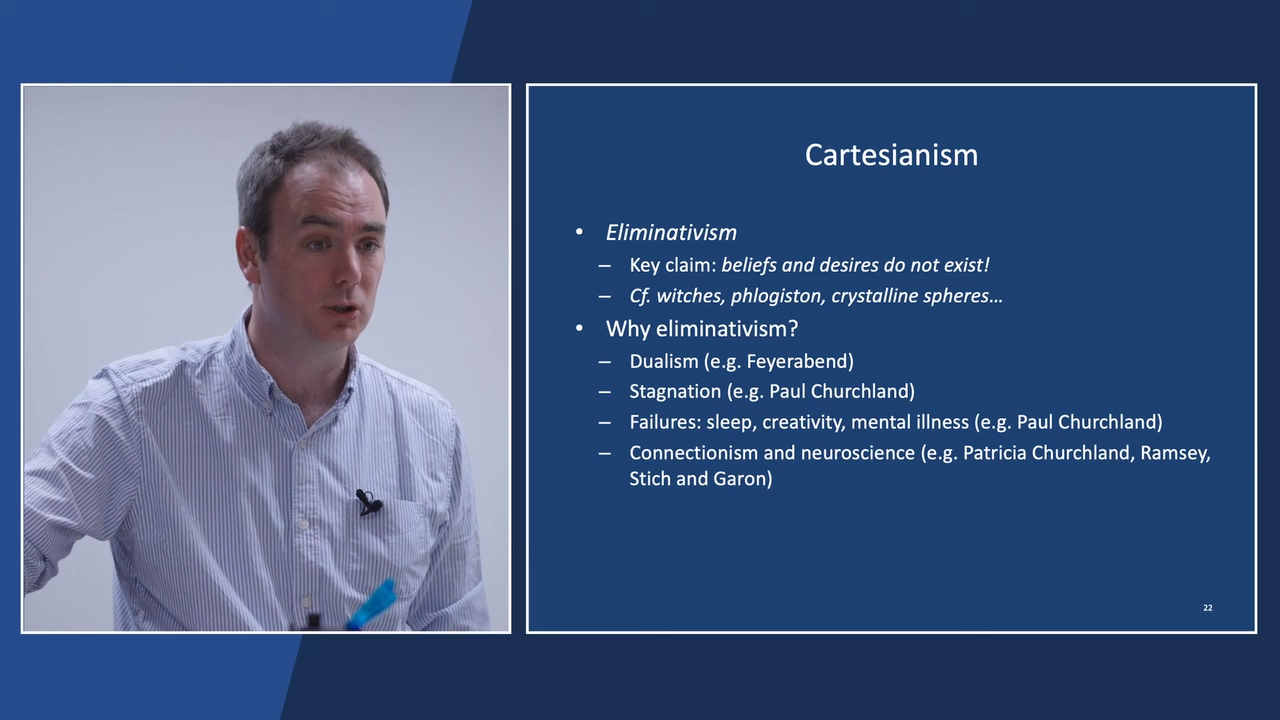 Cartesianism
• Eliminativism
– Key claim: beliefs and desires do not exist!
– Cf. witches, phlogiston, crystalline spheres…
• Why eliminativism?
– Dualism (e.g. Feyerabend)
– Stagnation (e.g. Paul Churchland)
– Failures: sleep, creativity, mental illness (e.g. Paul Churchland)
– Connectionism and neuroscience (e.g. Patricia Churchland, Ramsey,
Stich and Garon)
22